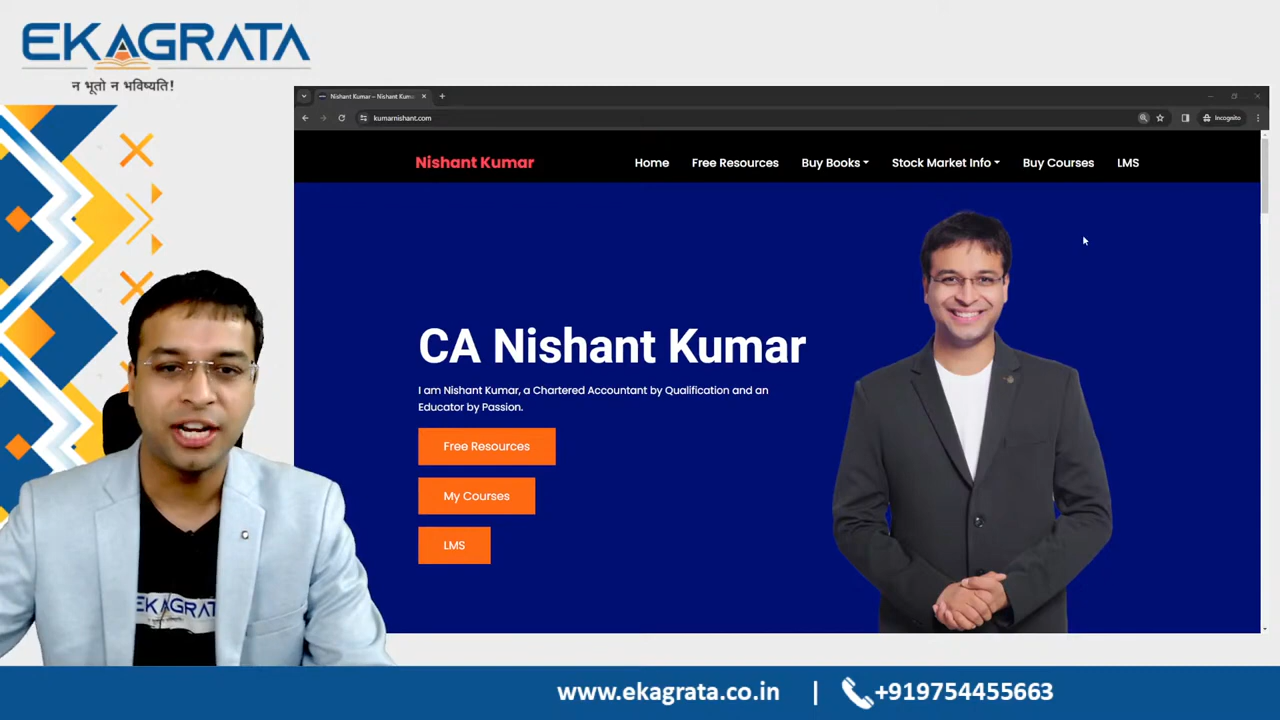 EKAGRATA
न भूतो न भविष्यति!
Nishant Kumar – Nishant Kuma
kumarnishant.com
Incognito
Nishant Kumar
Home
Free Resources
Buy Books
Stock Market Info
Buy Courses
LMS
CA Nishant Kumar
I am Nishant Kumar, a Chartered Accountant by Qualification and an
Educator by Passion.
Free Resources
My Courses
LMS
EKAGRATA
www.ekagrata.co.in | +919754455663